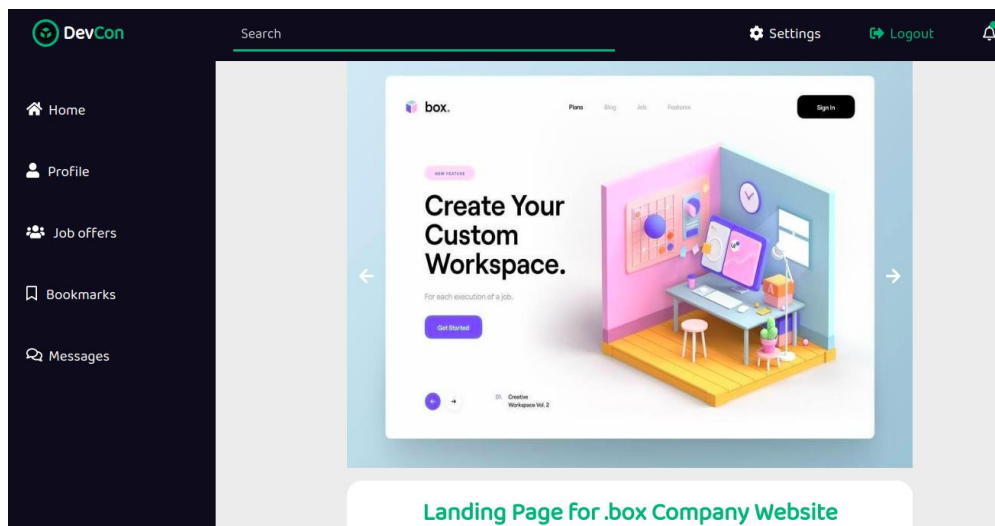 DevCon
Search
Settings
Logout
Home
Profile
Job offers
Bookmarks
Messages
box.
Plans Blog Job Features
Sign In
NEW FEATURE
Create Your
Custom
Workspace.
For each execution of a job.
Get Started
01. Creative
Workspace Vol. 2
Landing Page for .box Company Website